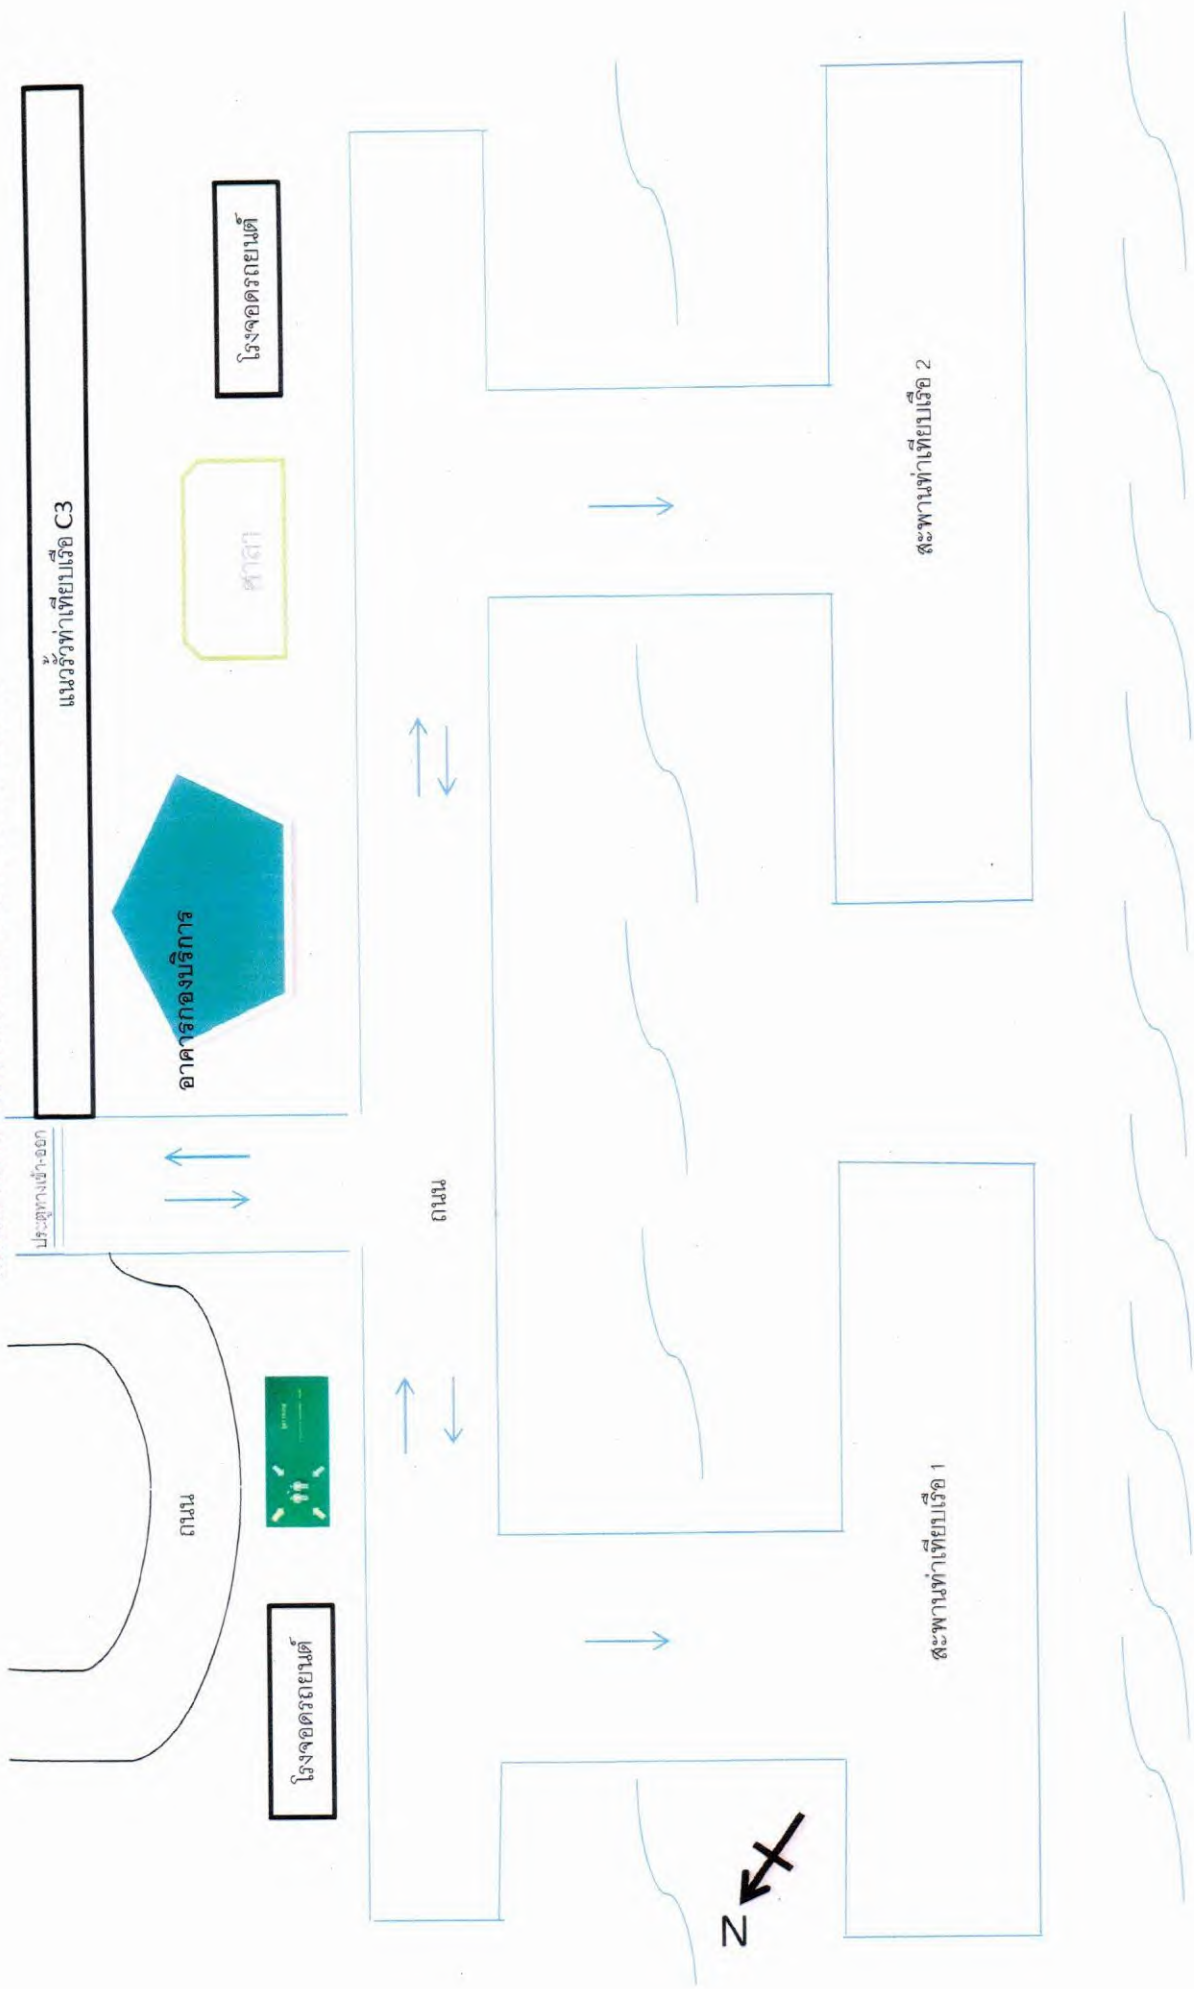 แนวรั้วท่าเทียบเรือ C3
ประตูทางเข้า-ออก
โรงจอดรถยนต์
ศาลา
อาคารกองบริการ
ถนน
ถนน
โรงจอดรถยนต์
สะพานท่าเทียบเรือ 2
สะพานท่าเทียบเรือ 1
N